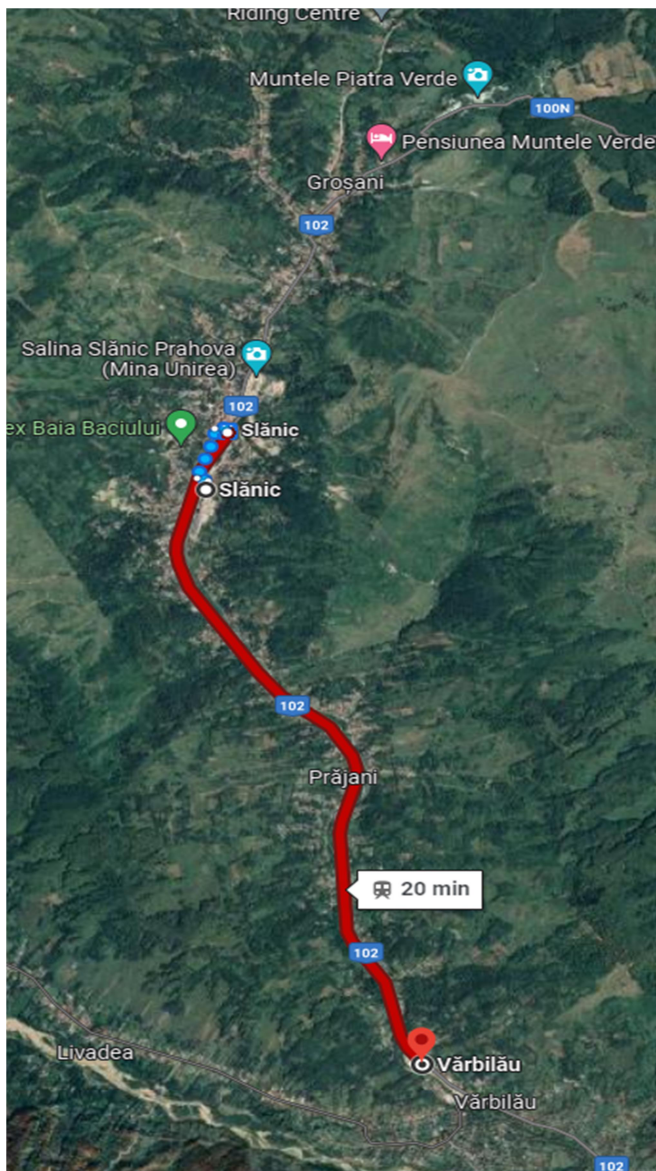 Riding Centre
Muntele Piatra Verde
100N
Pensiunea Muntele Verde
Groșani
102
Salina Slănic Prahova
(Mina Unirea)
102
ex Baia Baciului
Slănic
Slănic
102
Prăjani
20 min
102
Livadea
Vărbilău
Vărbilău
102